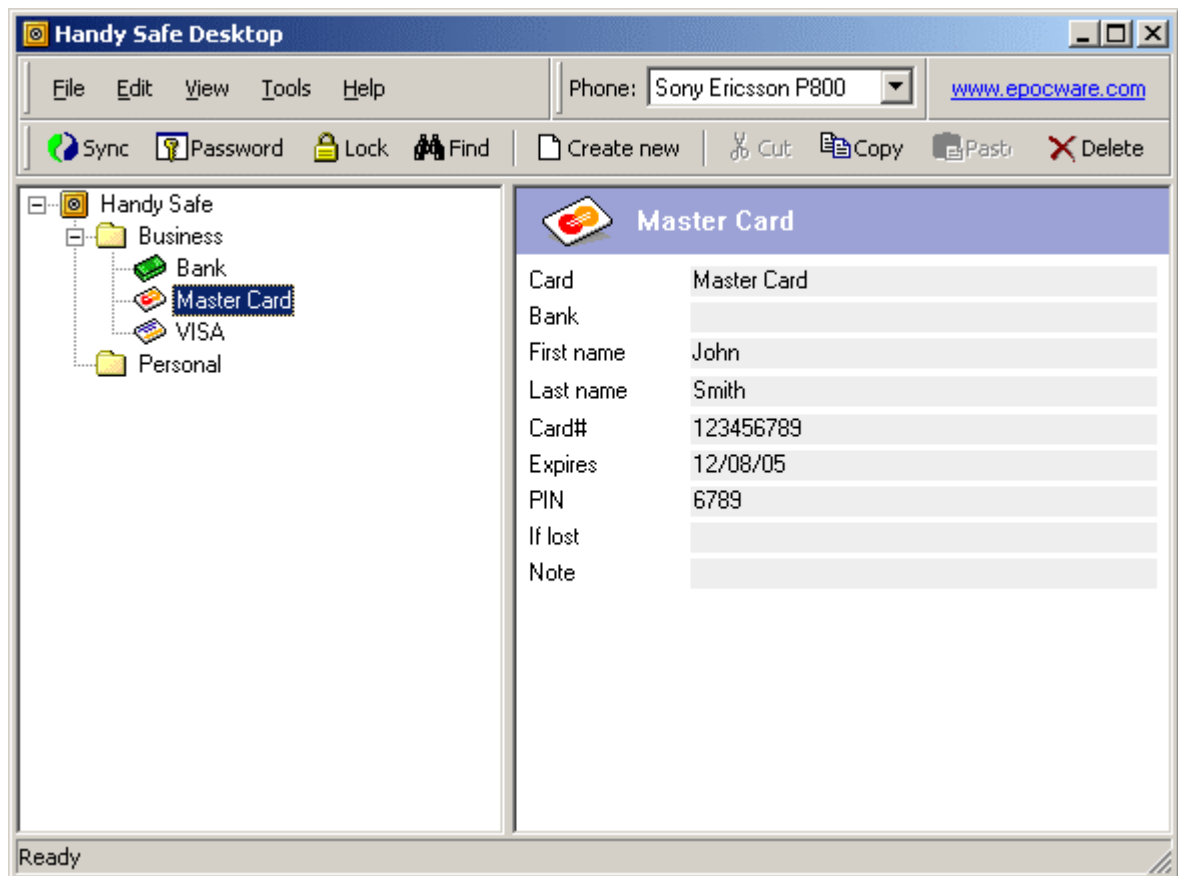 Handy Safe Desktop
File Edit View Tools Help Phone: Sony Ericsson P800 www.epocware.com
Sync Password Lock Find Create new Cut Copy Paste Delete
Handy Safe
Business
Bank
Master Card
VISA
Personal
Master Card
Card Master Card
Bank
First name John
Last name Smith
Card# 123456789
Expires 12/08/05
PIN 6789
If lost
Note
Ready